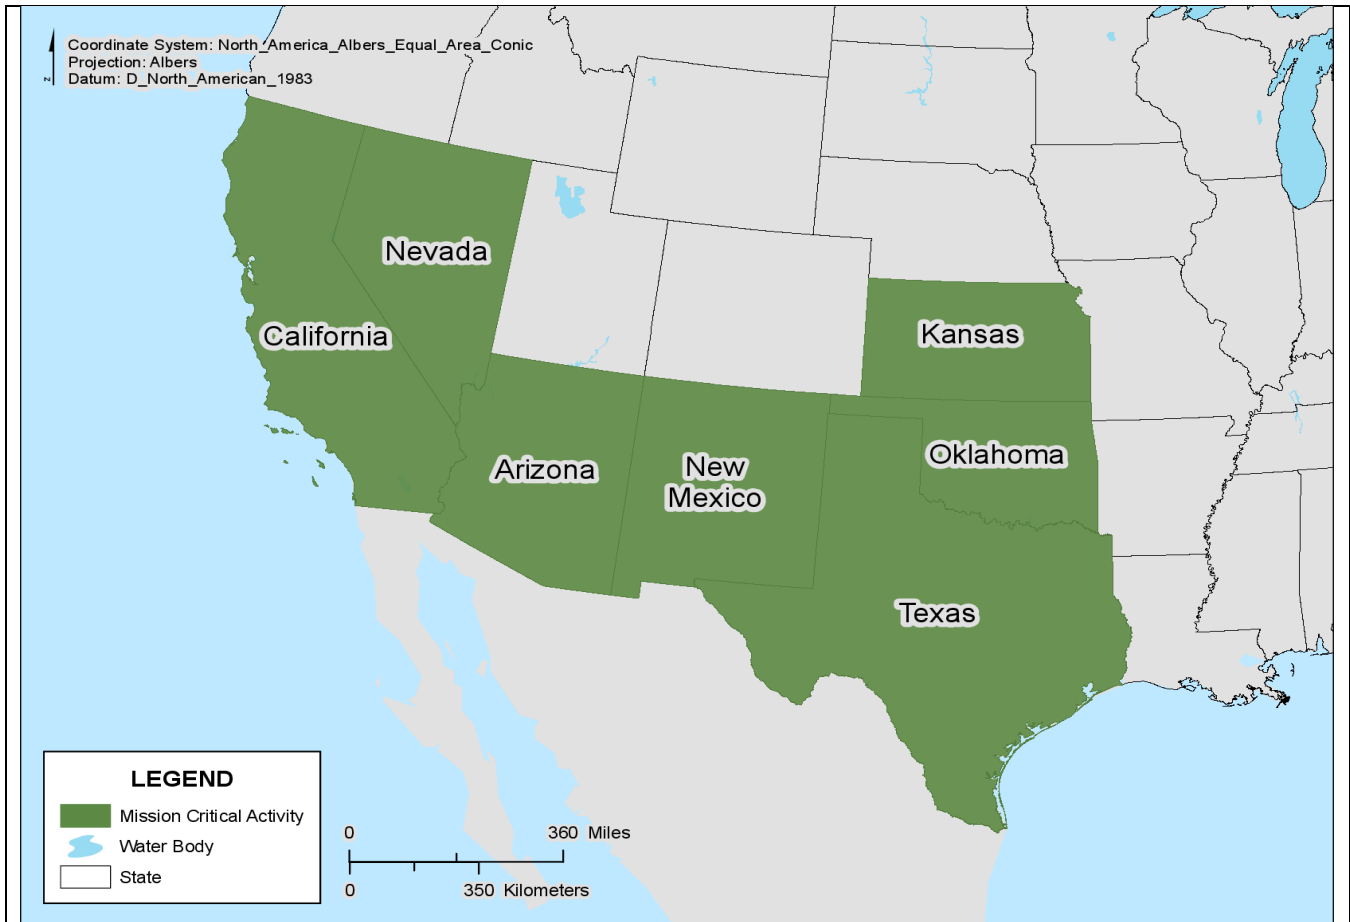 Coordinate System: North_America_Albers_Equal_Area_Conic
Projection: Albers
Datum: D_North_American_1983
N
Nevada
California
Kansas
Arizona
New
Mexico
Oklahoma
Texas
LEGEND
Mission Critical Activity
Water Body
State
0 360 Miles
0 350 Kilometers